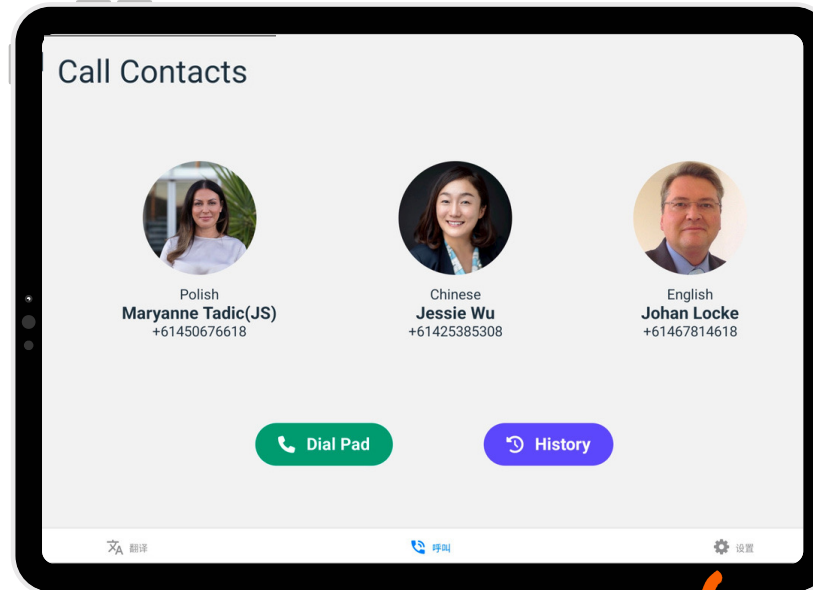 Call Contacts
Polish
Maryanne Tadic(JS)
+61450676618
Chinese
Jessie Wu
+61425385308
English
Johan Locke
+61467814618
Dial Pad
History
翻译
呼叫
设置